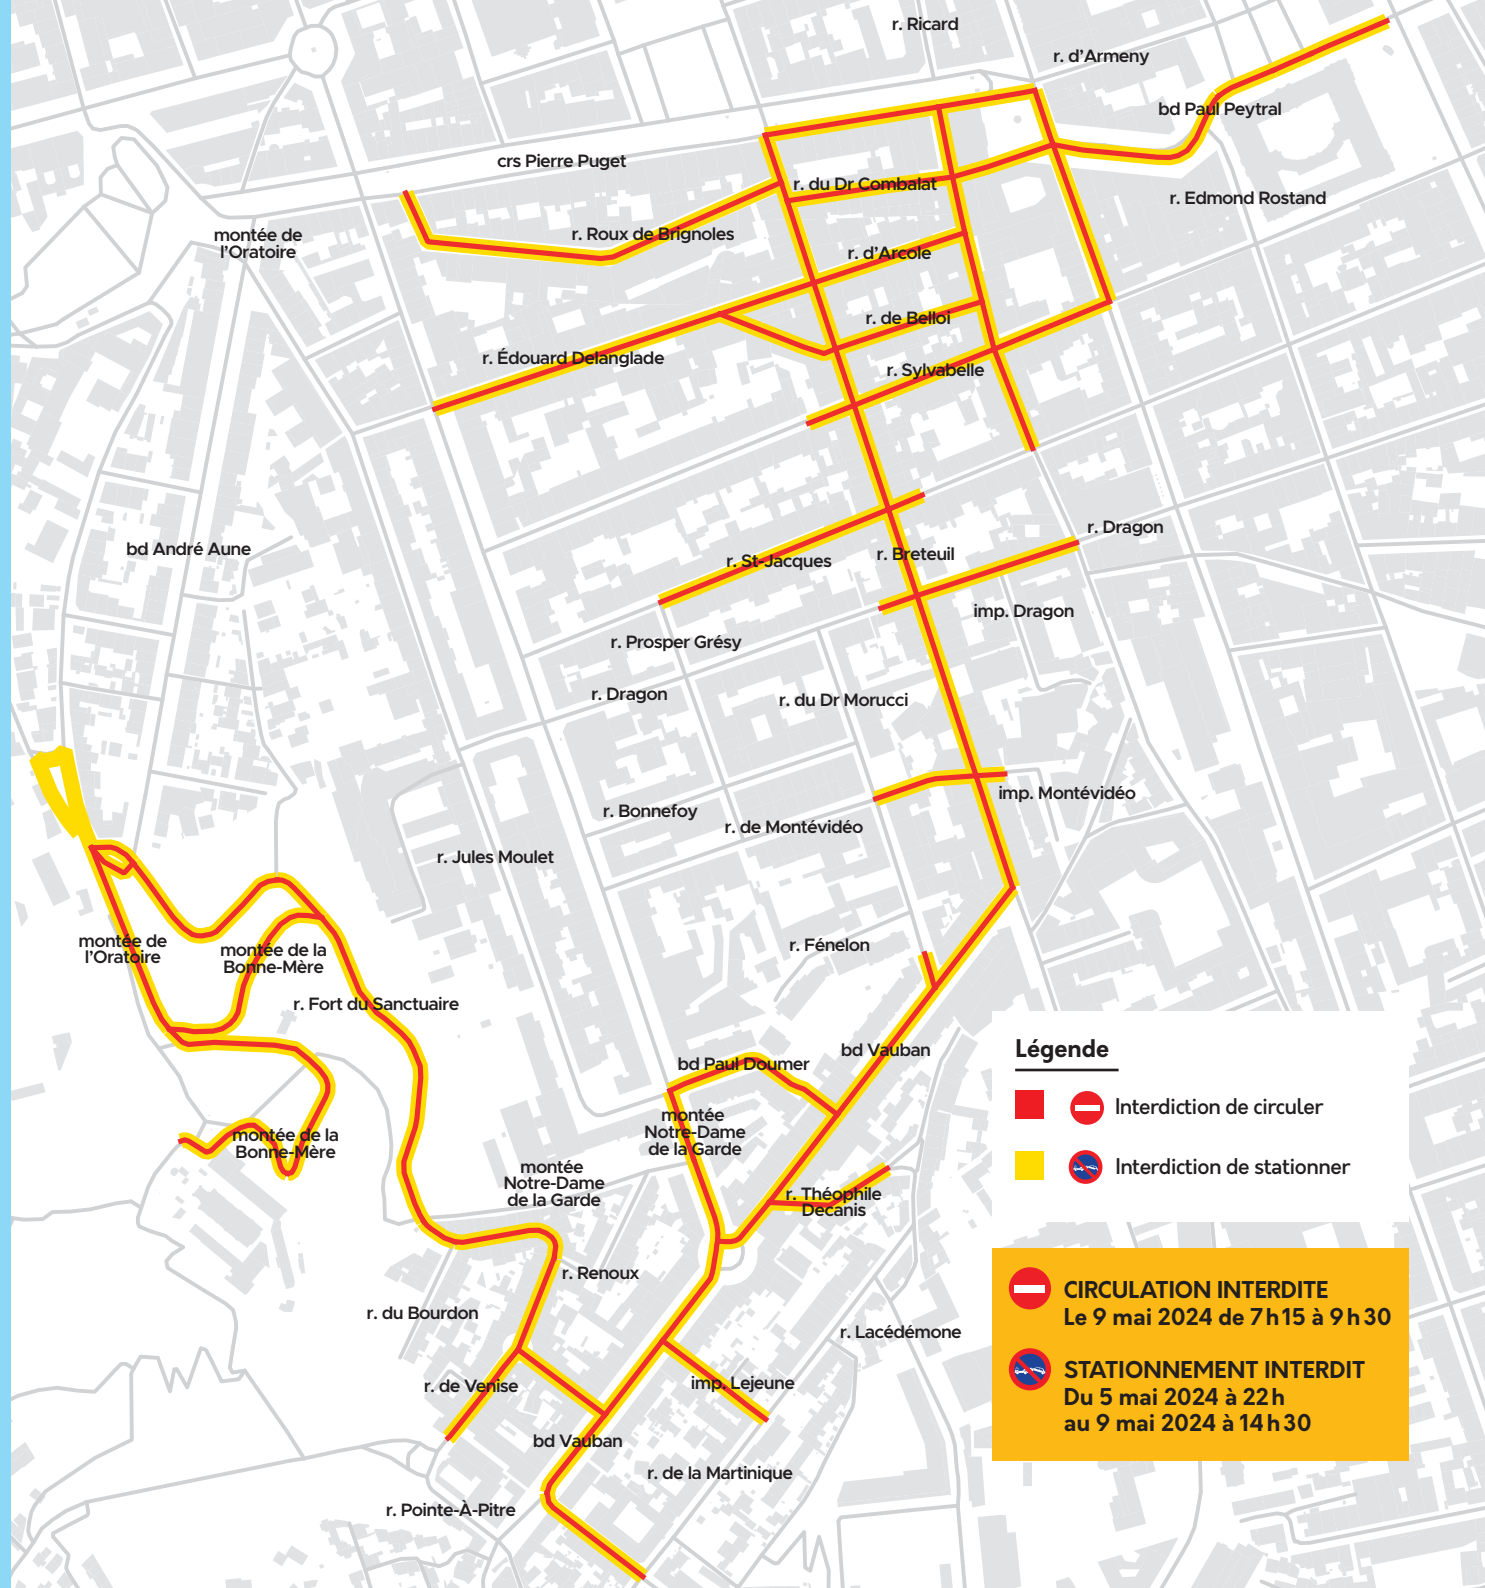 r. Ricard
r. d'Armeny
bd Paul Peytral
crs Pierre Puget
r. du Dr Combalat
r. Edmond Rostand
montée de
l'Oratoire
r. Roux de Brignoles
r. d'Arcole
r. de Belloi
r. Édouard Delanglade
r. Sylvabelle
bd André Aune
r. Dragon
r. St-Jacques
r. Breteuil
imp. Dragon
r. Prosper Grésy
r. Dragon
r. du Dr Morucci
imp. Montévidéo
r. Bonnefoy
r. de Montévidéo
r. Jules Moulet
montée de
l'Oratoire
montée de la
Bonne-Mère
r. Fénelon
r. Fort du Sanctuaire
bd Vauban
bd Paul Doumer
montée
Notre-Dame
de la Garde
montée de la
Bonne-Mère
montée
Notre-Dame
de la Garde
r. Théophile
Decanis
r. Renoux
r. du Bourdon
r. Lacédémone
r. de Venise
imp. Lejeune
bd Vauban
r. de la Martinique
r. Pointe-À-Pitre
Légende
Interdiction de circuler
Interdiction de stationner
CIRCULATION INTERDITE
Le 9 mai 2024 de 7h15 à 9h30
STATIONNEMENT INTERDIT
Du 5 mai 2024 à 22h
au 9 mai 2024 à 14h30